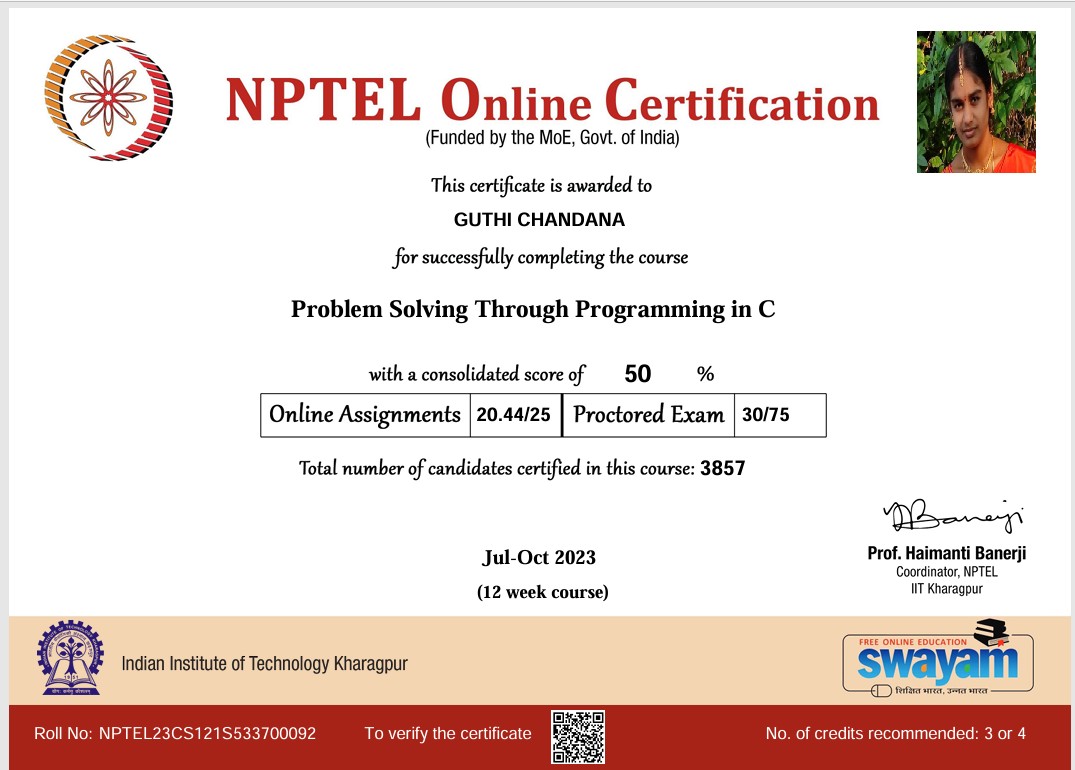 NPTEL Online Certification
(Funded by the MoE, Govt. of India)
This certificate is awarded to
GUTHI CHANDANA
for successfully completing the course
Problem Solving Through Programming in C
with a consolidated score of 50 %
Online Assignments 20.44/25 Proctored Exam 30/75
Total number of candidates certified in this course: 3857
Jul-Oct 2023
(12 week course)
Prof. Haimanti Banerji
Coordinator, NPTEL
IIT Kharagpur
Indian Institute of Technology Kharagpur
FREE ONLINE EDUCATION
swayam
शिक्षित भारत, उन्नत भारत
Roll No: NPTEL23CS121S533700092
To verify the certificate
No. of credits recommended: 3 or 4